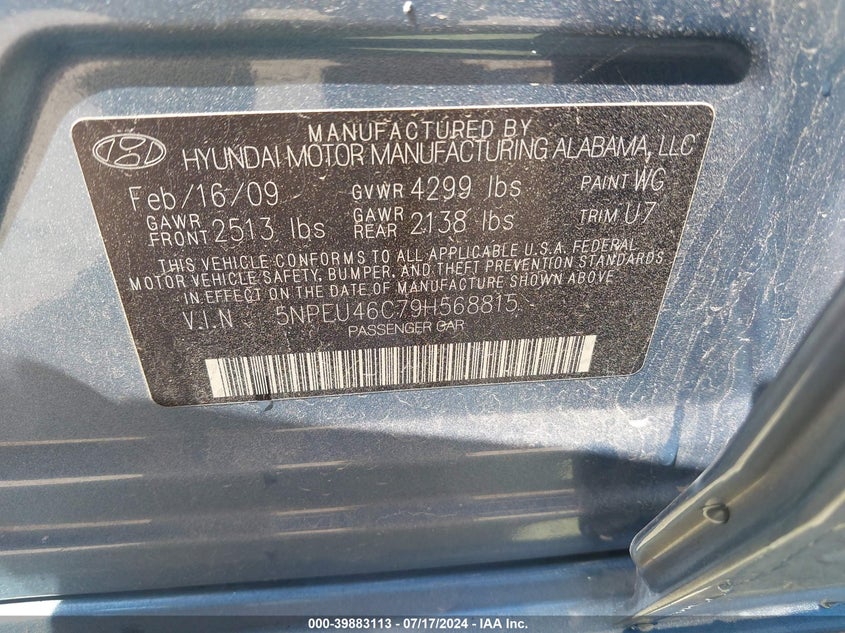 MANUFACTURED BY
HYUNDAI MOTOR MANUFACTURING ALABAMA, LLC
Feb/16/09 GVWR 4299 lbs PAINT WG
GAWR FRONT 2513 lbs GAWR REAR 2138 lbs TRIM U7
THIS VEHICLE CONFORMS TO ALL APPLICABLE U.S.A. FEDERAL
MOTOR VEHICLE SAFETY, BUMPER, AND THEFT PREVENTION STANDARDS
IN EFFECT ON THE DATE OF MANUFACTURE SHOWN ABOVE
V.I.N 5NPEU46C79H568815
PASSENGER CAR
000-39883113 - 07/17/2024 - IAA Inc.